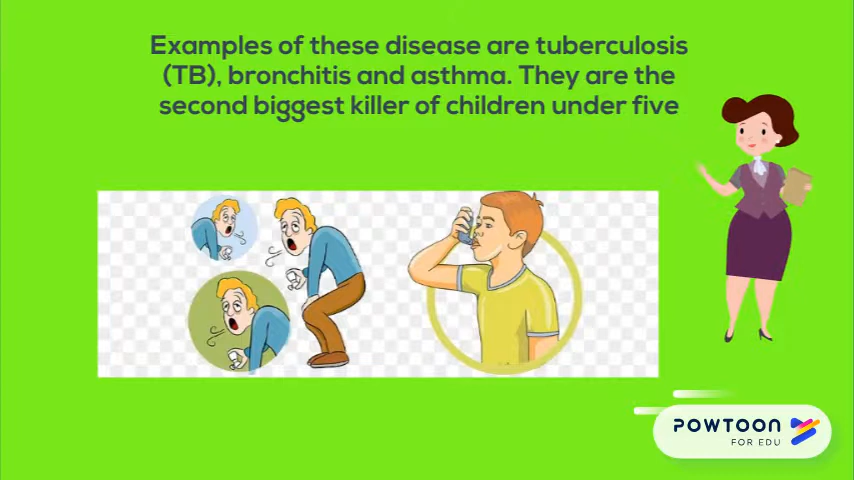 Examples of these disease are tuberculosis
(TB), bronchitis and asthma. They are the
second biggest killer of children under five
POWTOON
FOR EDU